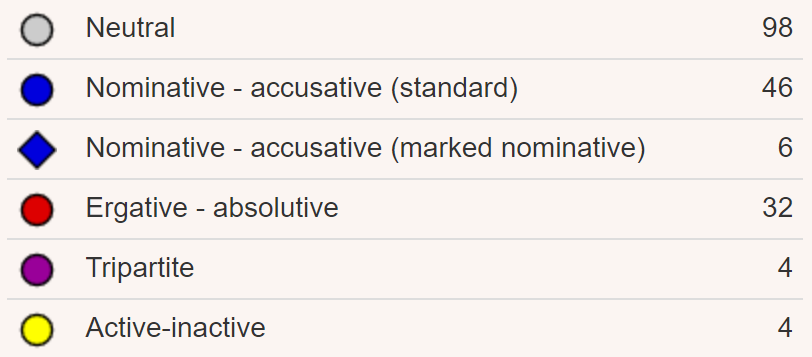 Neutral 98
Nominative - accusative (standard) 46
Nominative - accusative (marked nominative) 6
Ergative - absolutive 32
Tripartite 4
Active-inactive 4